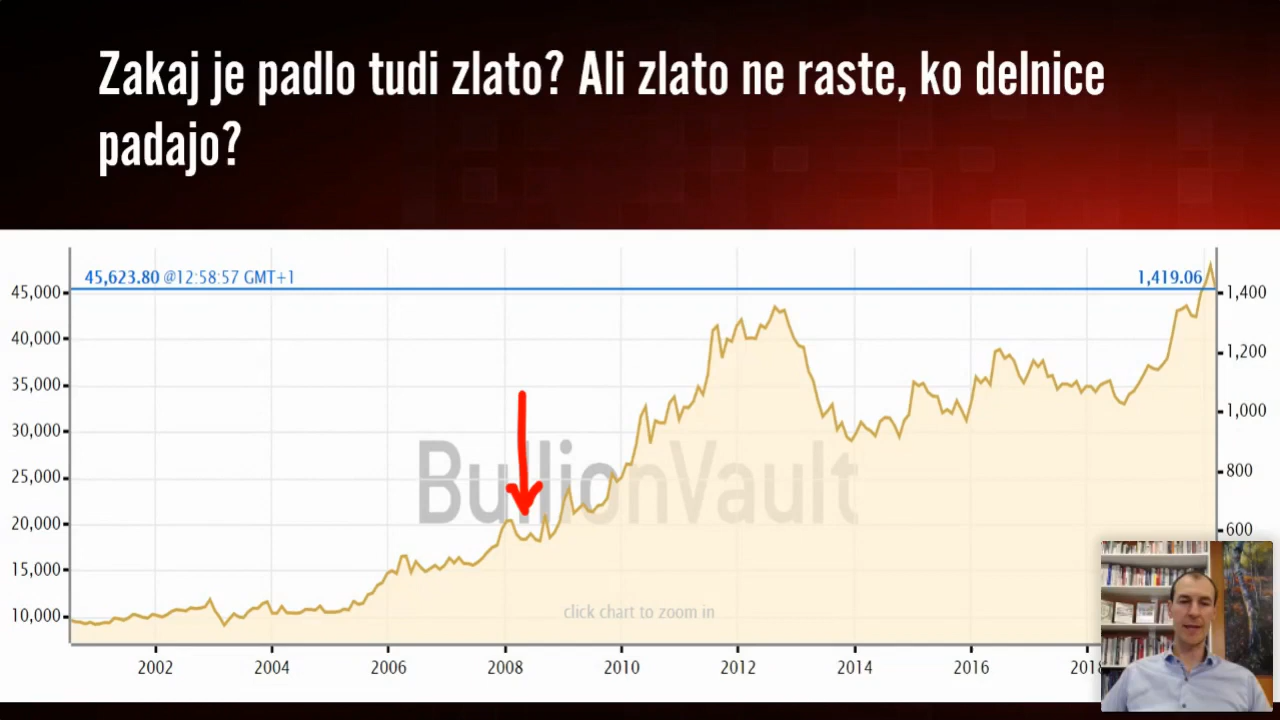 Zakaj je padlo tudi zlato? Ali zlato ne raste, ko delnice
padajo?
45,623.80 @12:58:57 GMT+1
1,419.06
45,000
40,000
35,000
30,000
25,000
20,000
15,000
10,000
1,400
1,200
1,000
800
600
BullionVault
click chart to zoom in
2002 2004 2006 2008 2010 2012 2014 2016 2018